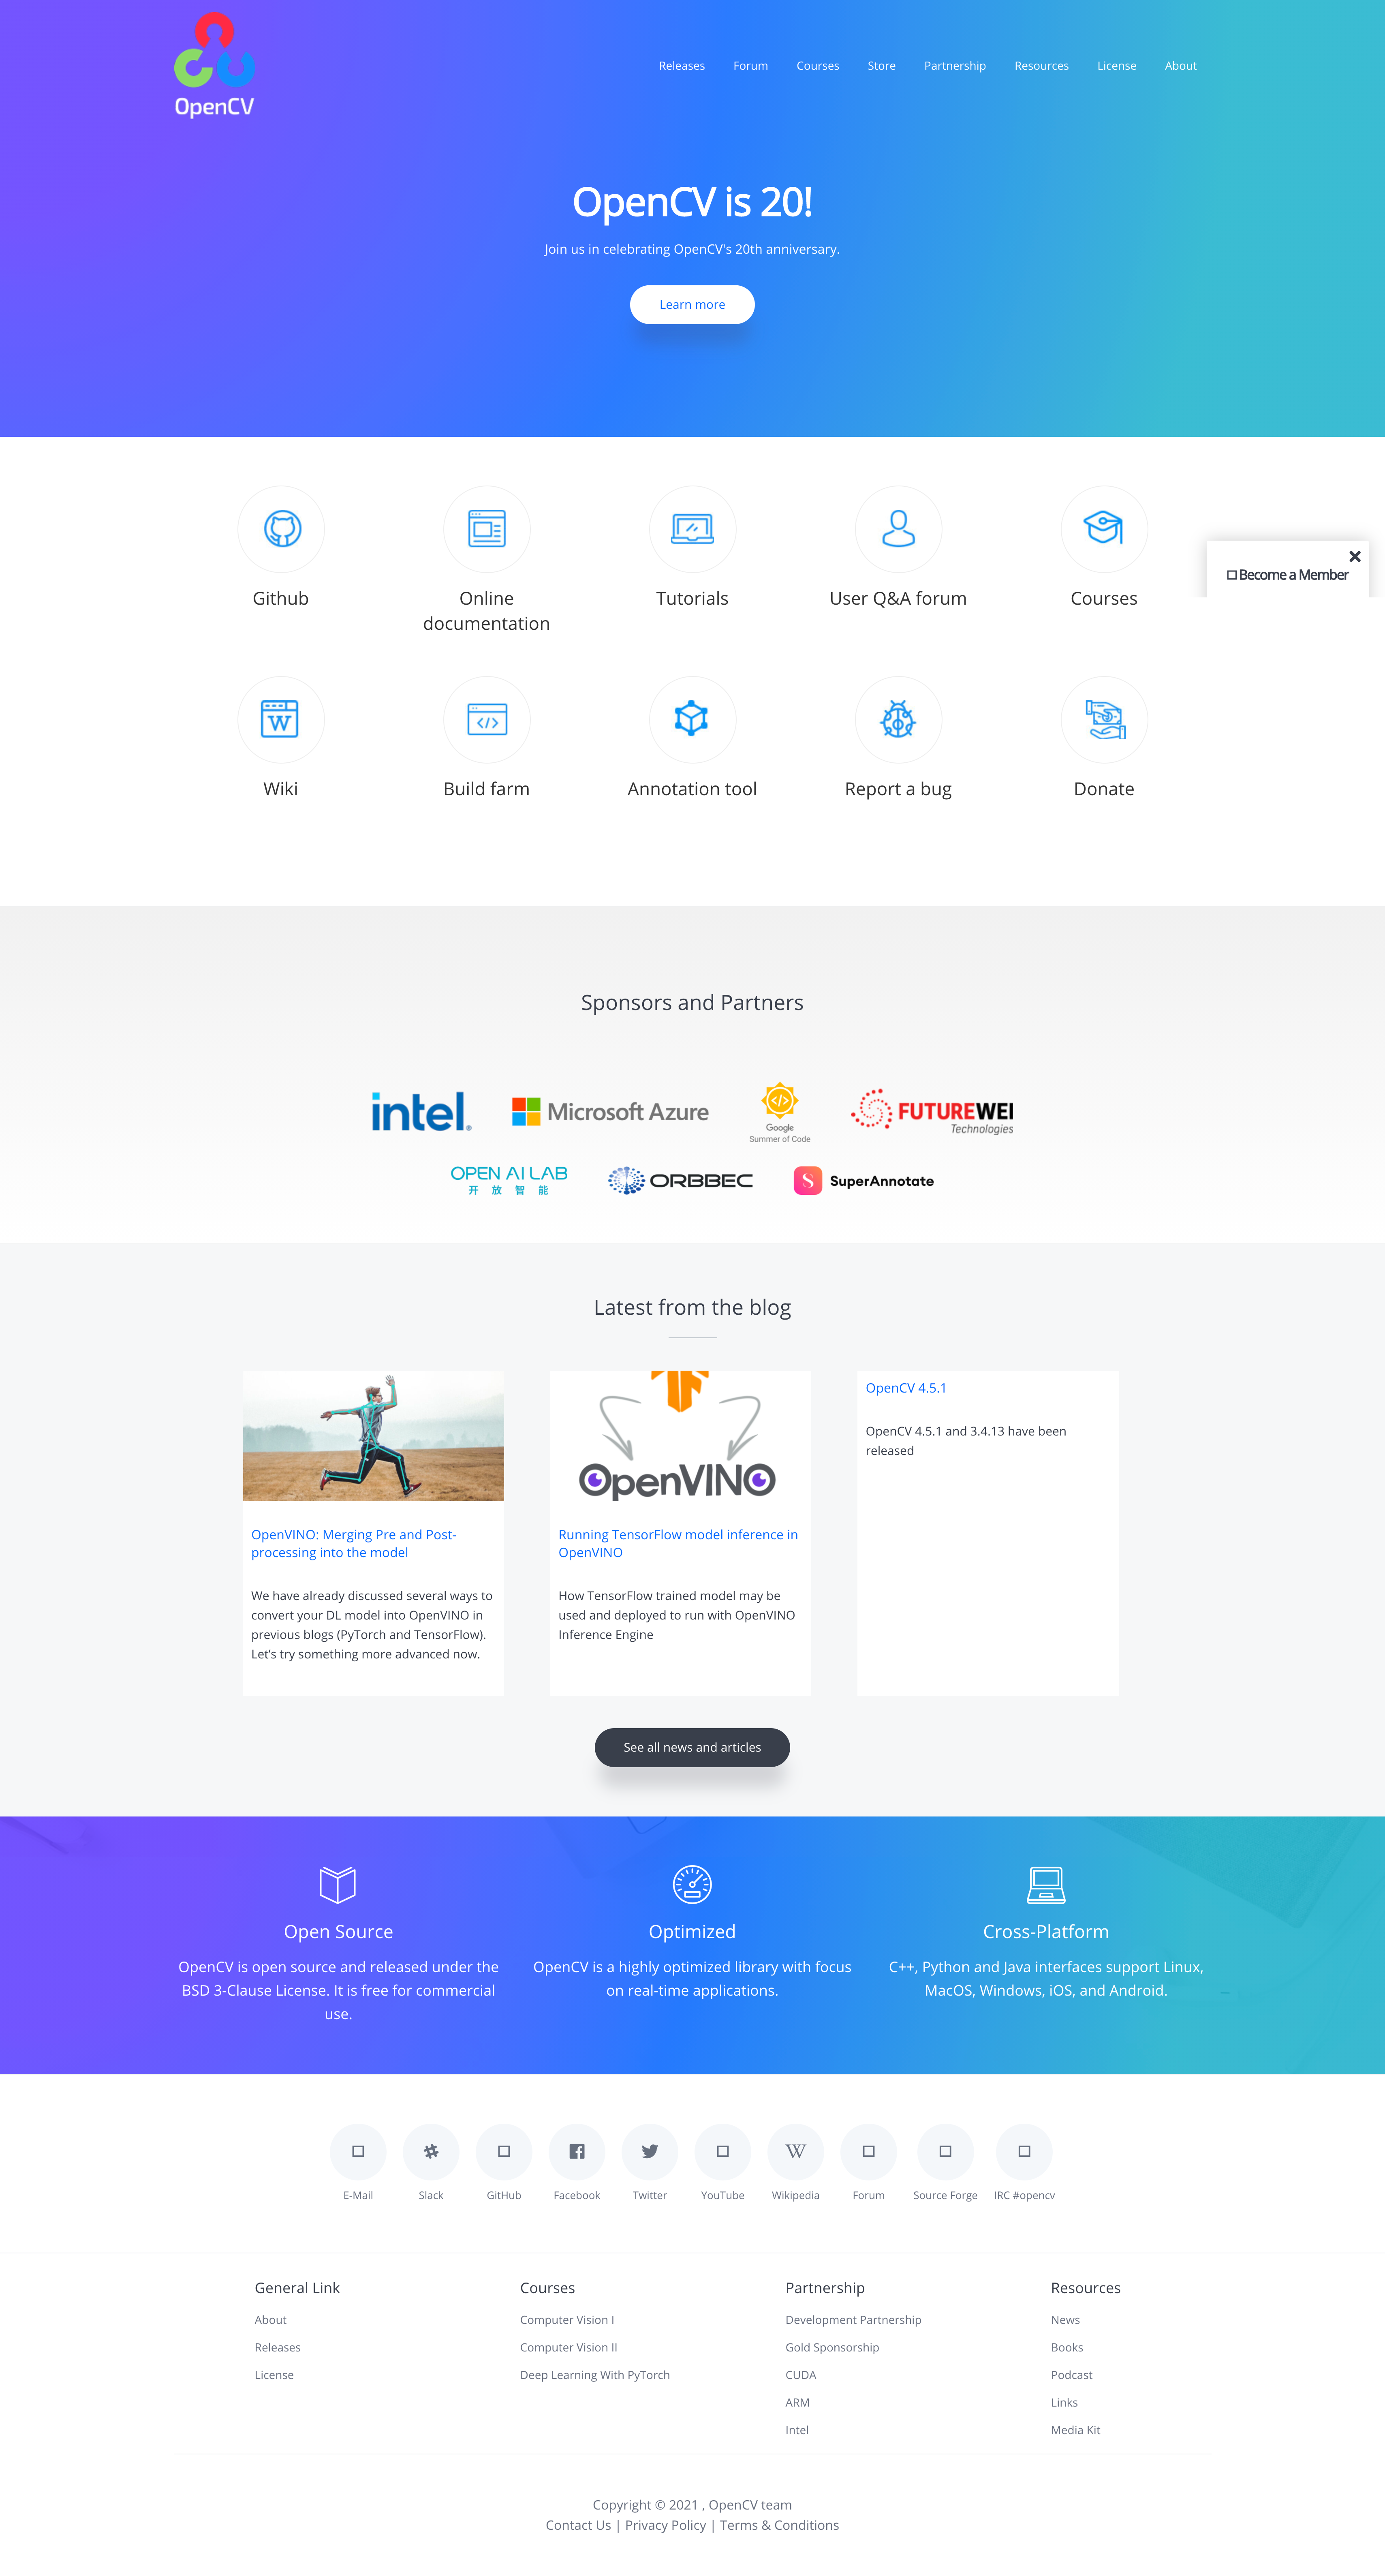 OpenCV
Releases Forum Courses Store Partnership Resources License About
OpenCV is 20!
Join us in celebrating OpenCV's 20th anniversary.
Learn more
Github
Online
documentation
Tutorials
User Q&A forum
Courses
Become a Member
W
Wiki
Build farm
Annotation tool
Report a bug
Donate
Sponsors and Partners
intel.
Microsoft Azure
Google
Summer of Code
FUTUREWEI
Technologies
OPEN AI LAB
开放智能
ORBBEC
SuperAnnotate
Latest from the blog
OpenVINO
OpenVINO: Merging Pre and Post-
processing into the model
We have already discussed several ways to
convert your DL model into OpenVINO in
previous blogs (PyTorch and TensorFlow).
Let's try something more advanced now.
Running TensorFlow model inference in
OpenVINO
How TensorFlow trained model may be
used and deployed to run with OpenVINO
Inference Engine
OpenCV 4.5.1
OpenCV 4.5.1 and 3.4.13 have been
released
See all news and articles
Open Source
OpenCV is open source and released under the
BSD 3-Clause License. It is free for commercial
use.
Optimized
OpenCV is a highly optimized library with focus
on real-time applications.
Cross-Platform
C++, Python and Java interfaces support Linux,
MacOS, Windows, iOS, and Android.
E-Mail
Slack
GitHub
Facebook
Twitter
YouTube
W
Wikipedia
Forum
Source Forge
IRC #opencv
General Link
About
Releases
License
Courses
Computer Vision I
Computer Vision II
Deep Learning With PyTorch
Partnership
Development Partnership
Gold Sponsorship
CUDA
ARM
Intel
Resources
News
Books
Podcast
Links
Media Kit
Copyright © 2021 , OpenCV team
Contact Us | Privacy Policy | Terms & Conditions